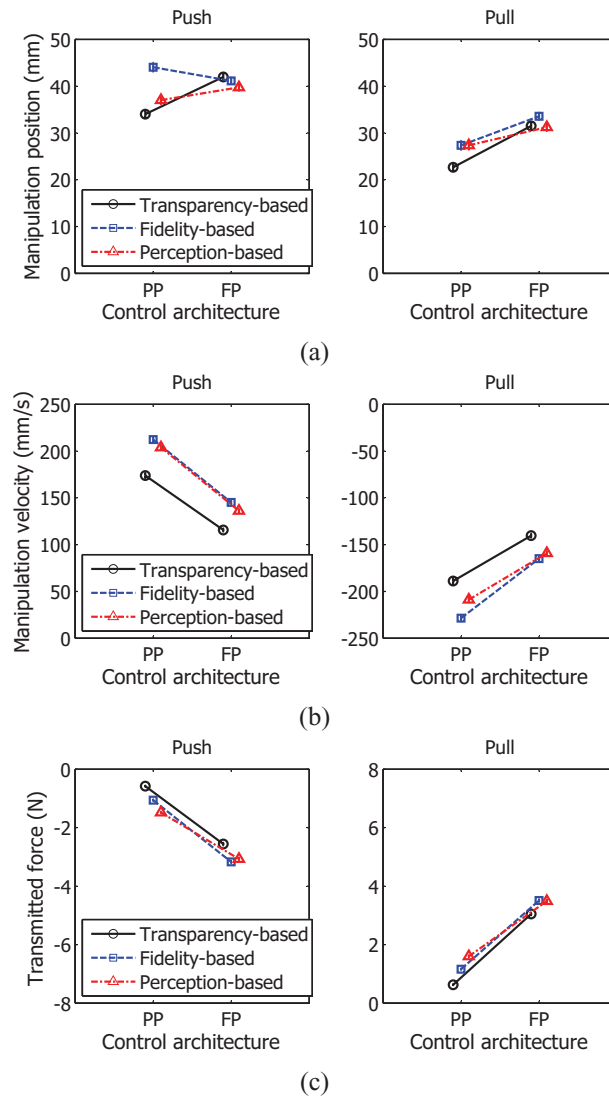 Push
Pull
Manipulation position (mm)
50
40
30
20
10
0
Transparency-based
Fidelity-based
Perception-based
PP
FP
Control architecture
50
40
30
20
10
0
PP
FP
Control architecture
(a)
Push
Pull
Manipulation velocity (mm/s)
250
200
150
100
50
0
Transparency-based
Fidelity-based
Perception-based
PP
FP
Control architecture
0
-50
-100
-150
-200
-250
PP
FP
Control architecture
(b)
Push
Pull
Transmitted force (N)
0
-2
-4
-6
-8
Transparency-based
Fidelity-based
Perception-based
PP
FP
Control architecture
8
6
4
2
0
PP
FP
Control architecture
(c)